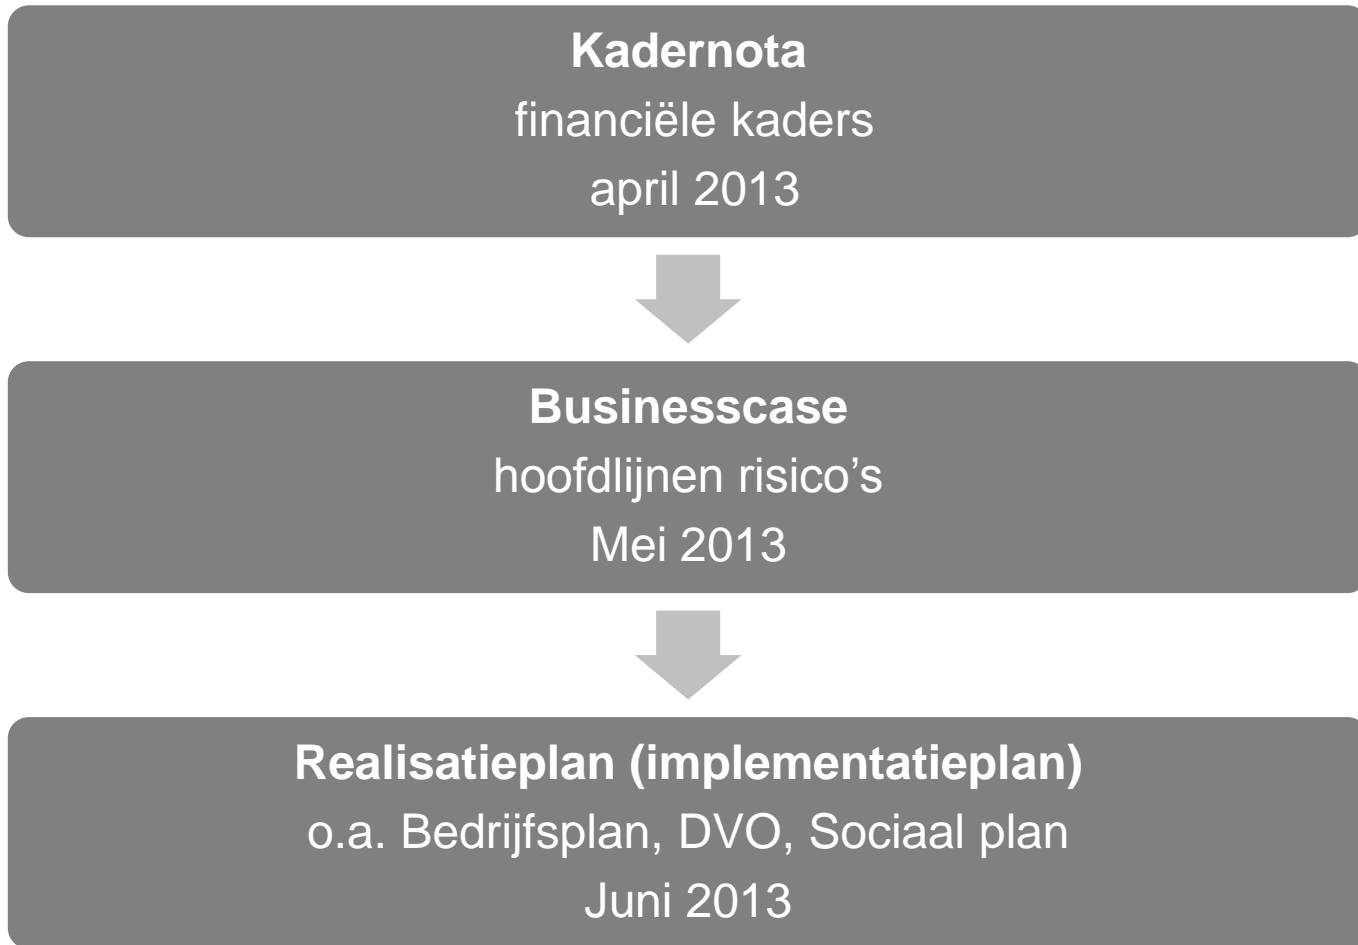 Kadernota
financiële kaders
april 2013
Businesscase
hoofdlijnen risico’s
Mei 2013
Realisatieplan (implementatieplan)
o.a. Bedrijfsplan, DVO, Sociaal plan
Juni 2013